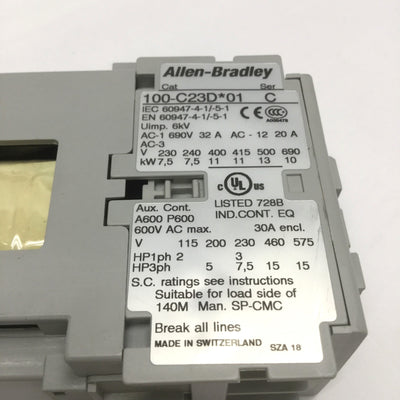 Allen-Bradley
Cat Ser
100-C23D*01 C
IEC 60947-4-1/-5-1
EN 60947-4-1/-5-1
Uimp. 6kV
CCC
A006479
AC-1 690V 32 A AC - 12 20 A
AC-3
V 230 240 400 415 500 690
kW 7,5 7,5 11 11 13 10
c UL US
Aux. Cont. LISTED 728B
A600 P600 IND.CONT. EQ
600V AC max. 30A encl.
V 115 200 230 460 575
HP1ph 2 3
HP3ph 5 7,5 15 15
S.C. ratings see instructions
Suitable for load side of
140M Man. SP-CMC
Break all lines
MADE IN SWITZERLAND SZA 18